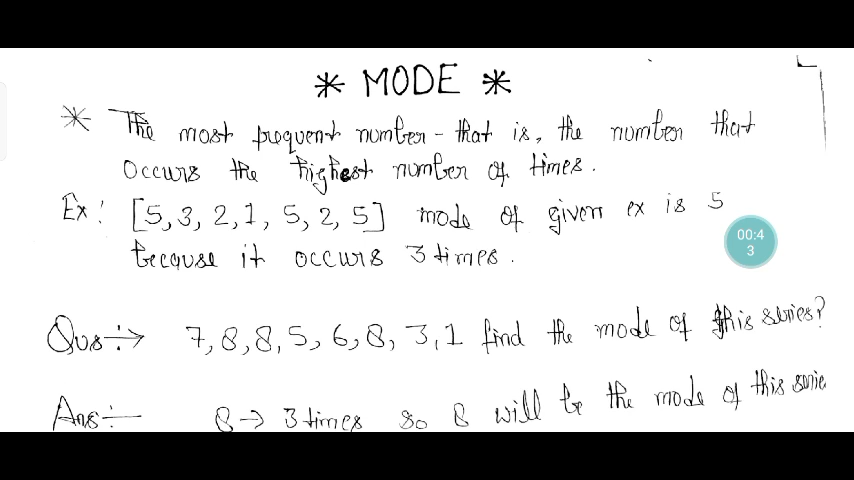 * MODE *
* The most frequent number - that is, the number that
occurs the highest number of times.
Ex: [5, 3, 2, 1, 5, 2, 5] mode of given ex is 5
because it occurs 3 times.
00:4
3
Qus÷→ 7, 8, 8, 5, 6, 8, 3, 1 find the mode of this series?
Ans÷ 8 → 3 times so 8 will be the mode of this serie